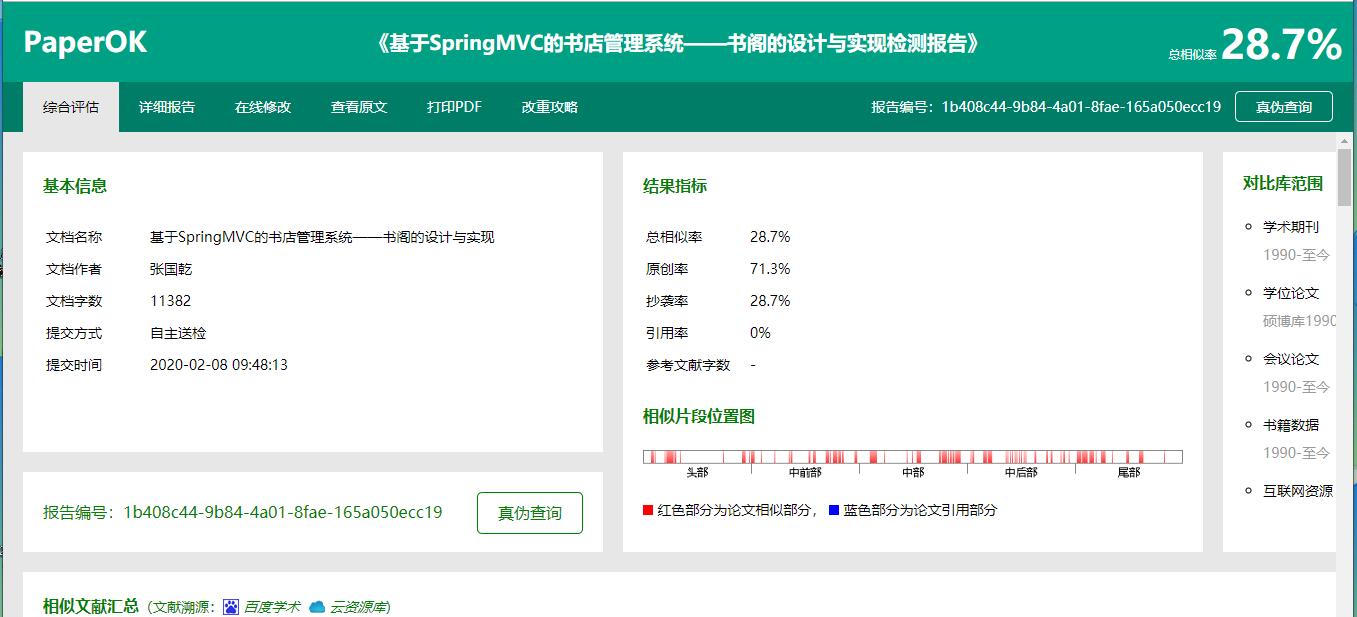 PaperOK
《基于SpringMVC的书店管理系统——书阁的设计与实现检测报告》
总相似率 28.7%
综合评估 详细报告 在线修改 查看原文 打印PDF 改重攻略
报告编号：1b408c44-9b84-4a01-8fae-165a050ecc19 真伪查询
基本信息
文档名称 基于SpringMVC的书店管理系统——书阁的设计与实现
文档作者 张国乾
文档字数 11382
提交方式 自主送检
提交时间 2020-02-08 09:48:13
报告编号：1b408c44-9b84-4a01-8fae-165a050ecc19 真伪查询
结果指标
总相似率 28.7%
原创率 71.3%
抄袭率 28.7%
引用率 0%
参考文献字数 -
相似片段位置图
头部 中前部 中部 中后部 尾部
红色部分为论文相似部分， 蓝色部分为论文引用部分
对比库范围
学术期刊
1990-至今
学位论文
硕博库1990
会议论文
1990-至今
书籍数据
1990-至今
互联网资源
相似文献汇总（文献溯源： 百度学术 云资源库）